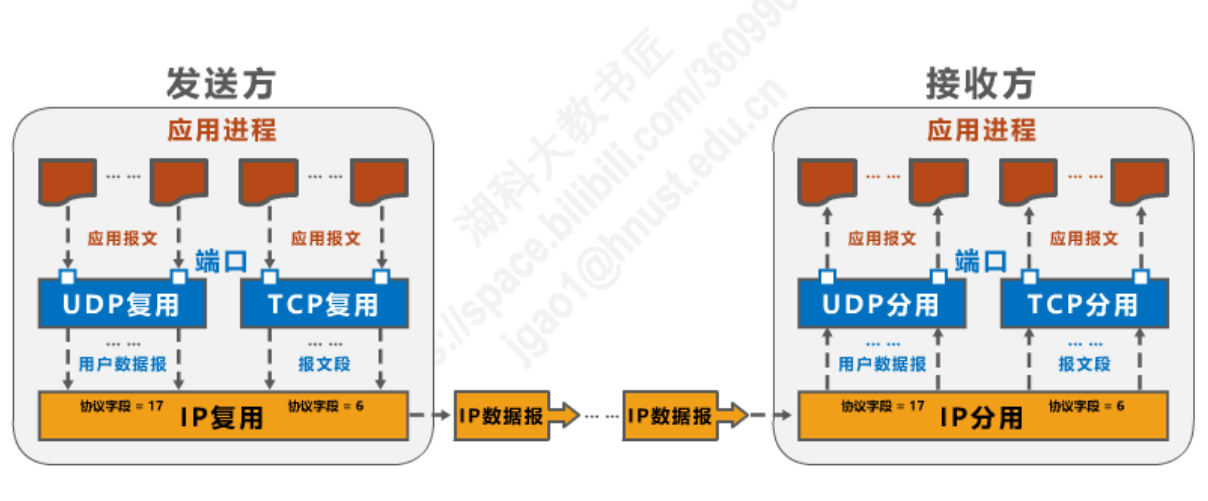 发送方
接收方
应用进程
应用进程
... ...
... ...
... ...
... ...
应用报文
应用报文
应用报文
应用报文
端口
端口
UDP复用
TCP复用
UDP分用
TCP分用
... ...
... ...
... ...
... ...
用户数据报
报文段
用户数据报
报文段
协议字段 = 17
协议字段 = 6
协议字段 = 17
协议字段 = 6
IP复用
IP数据报
... ...
IP数据报
IP分用
湖科大教书匠
s://space.bilibili.com/360996
jgao1@hnust.edu.cn